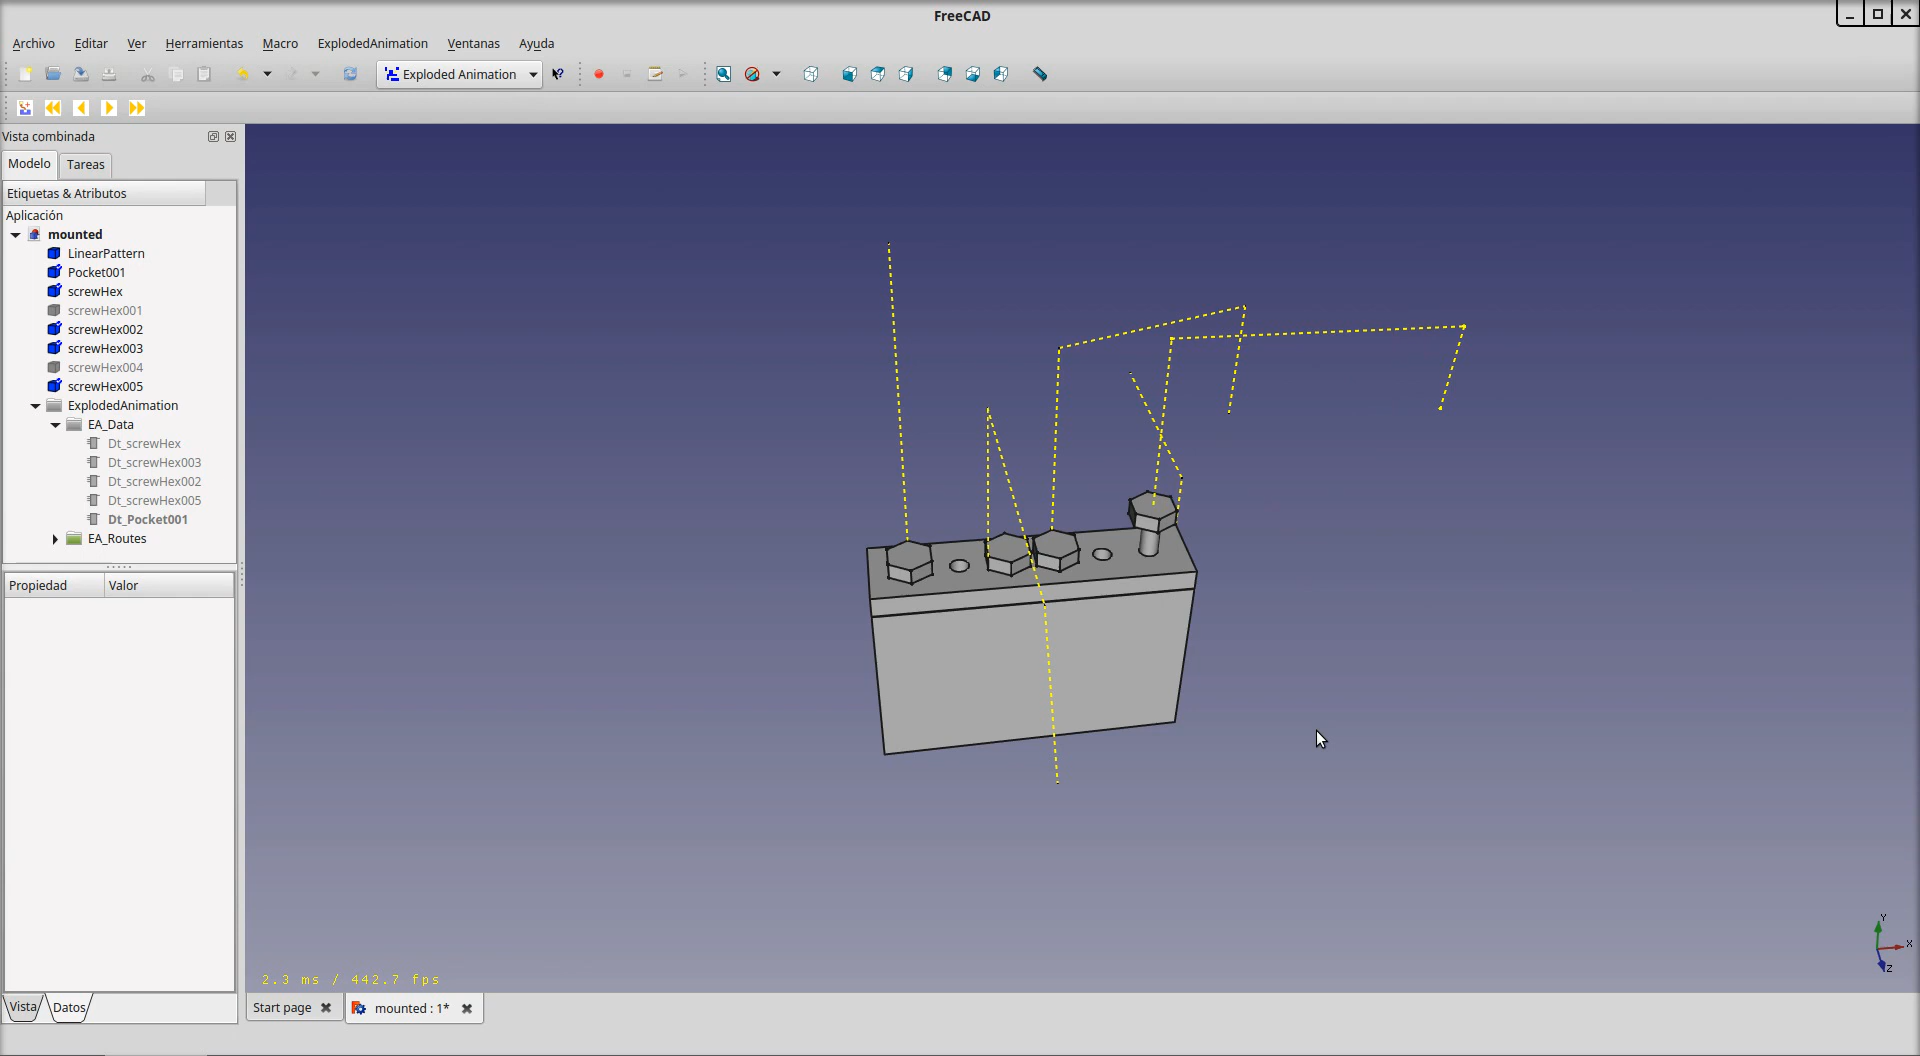 FreeCAD
Archivo Editar Ver Herramientas Macro ExplodedAnimation Ventanas Ayuda
Exploded Animation
Vista combinada
Modelo Tareas
Etiquetas & Atributos
Aplicación
mounted
LinearPattern
Pocket001
screwHex
screwHex001
screwHex002
screwHex003
screwHex004
screwHex005
ExplodedAnimation
EA_Data
Dt_screwHex
Dt_screwHex003
Dt_screwHex002
Dt_screwHex005
Dt_Pocket001
EA_Routes
Propiedad Valor
Y
X
Z
2.3 ms / 442.7 fps
Vista Datos
Start page mounted : 1*